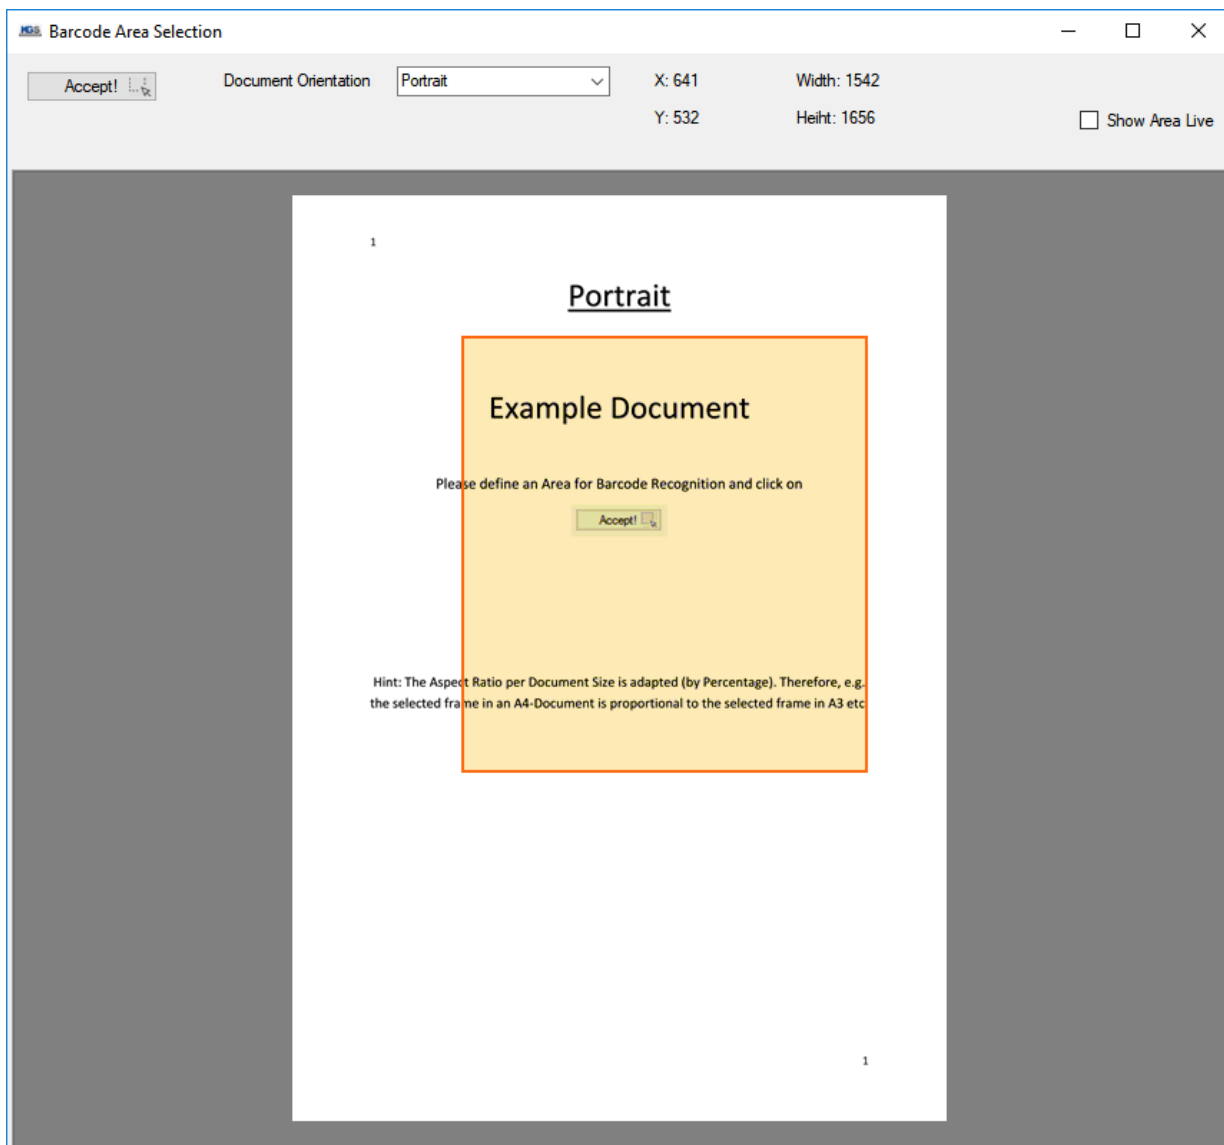 MGS Barcode Area Selection
Accept! Document Orientation Portrait X: 641 Width: 1542
Y: 532 Heiht: 1656
Show Area Live
1
Portrait
Example Document
Please define an Area for Barcode Recognition and click on
Accept!
Hint: The Aspect Ratio per Document Size is adapted (by Percentage). Therefore, e.g.
the selected frame in an A4-Document is proportional to the selected frame in A3 etc
1